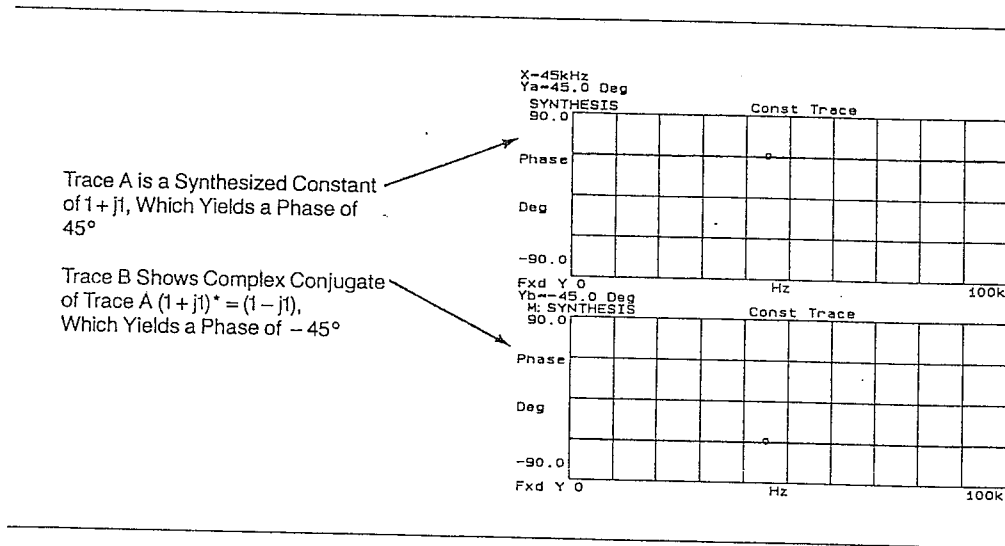 X=45kHz
Ya=45.0 Deg
SYNTHESIS
Const Trace
90.0
Phase
Deg
-90.0
Fxd Y 0
Hz
100k
Trace A is a Synthesized Constant
of 1 + j1, Which Yields a Phase of
45°
Trace B Shows Complex Conjugate
of Trace A (1 + j1)* = (1 – j1),
Which Yields a Phase of – 45°
Yb=-45.0 Deg
M: SYNTHESIS
Const Trace
90.0
Phase
Deg
-90.0
Fxd Y 0
Hz
100k